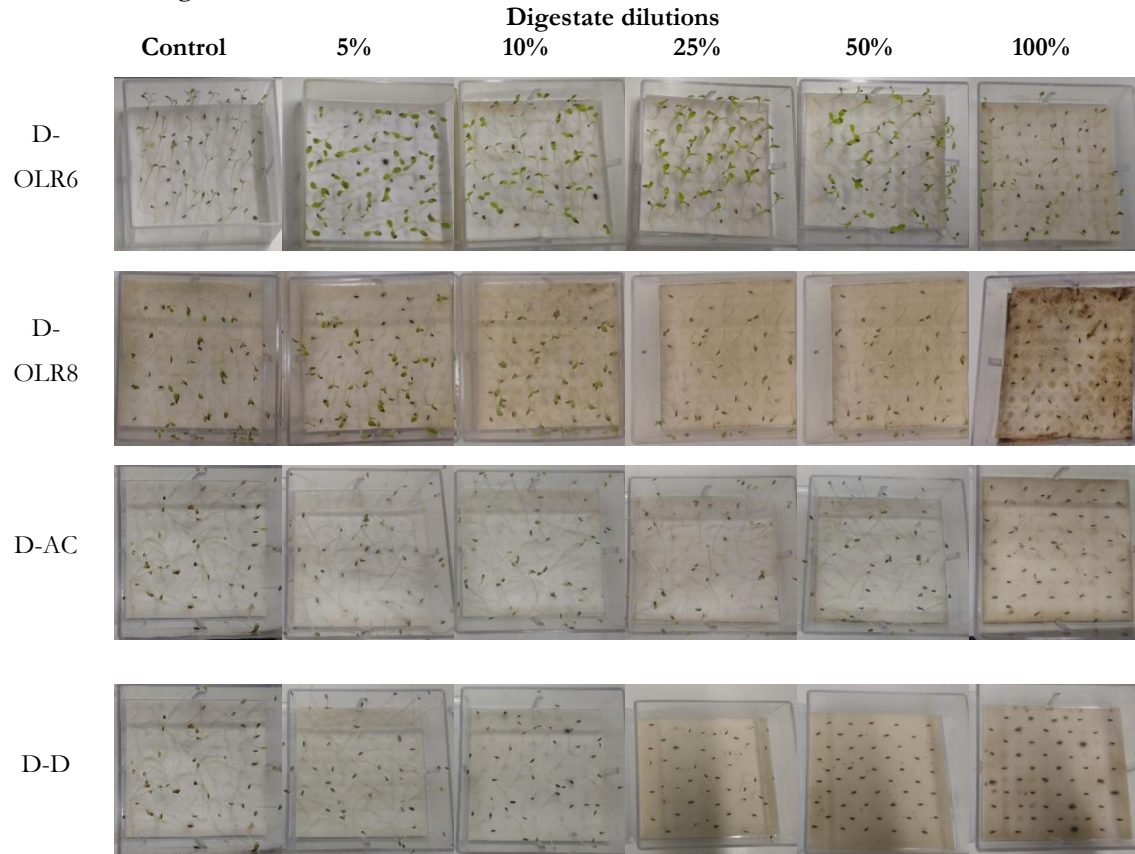 Digestate dilutions
Control 5% 10% 25% 50% 100%
D-
OLR6
D-
OLR8
D-AC
D-D